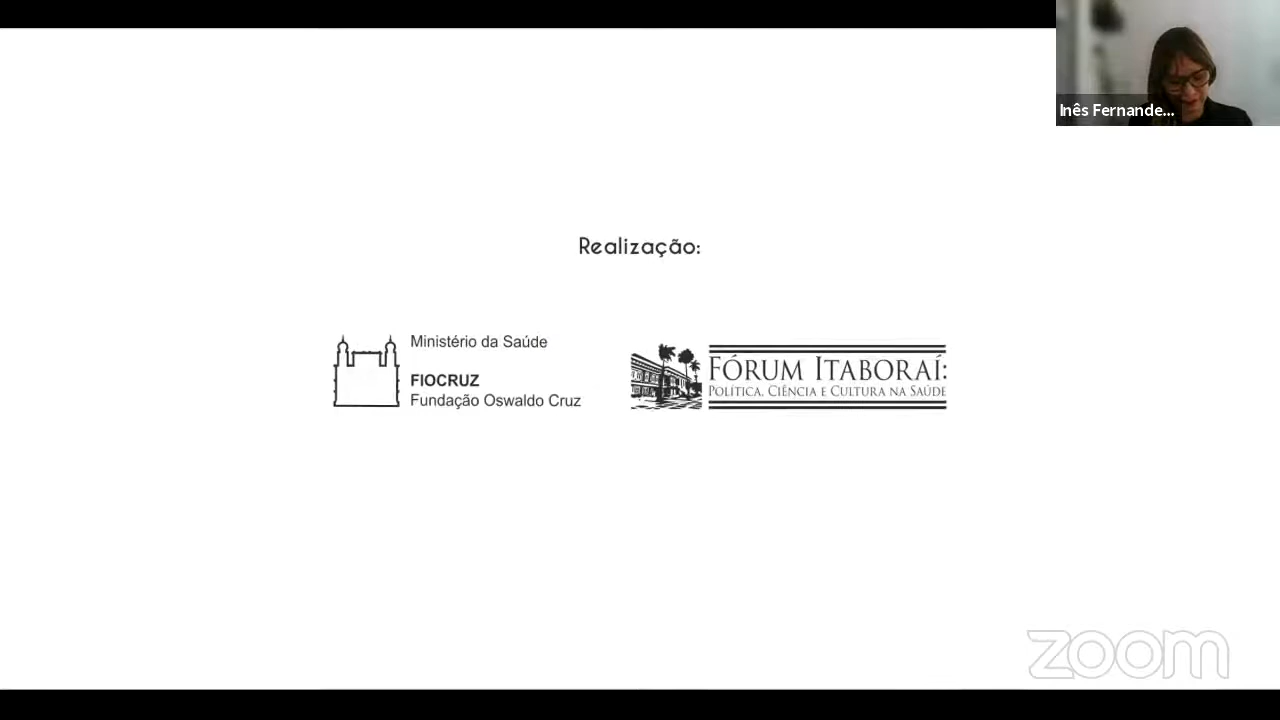 Inês Fernande...
Realização:
Ministério da Saúde
FIOCRUZ
Fundação Oswaldo Cruz
FÓRUM ITABORAÍ:
POLÍTICA, CIÊNCIA E CULTURA NA SAÚDE
zoom